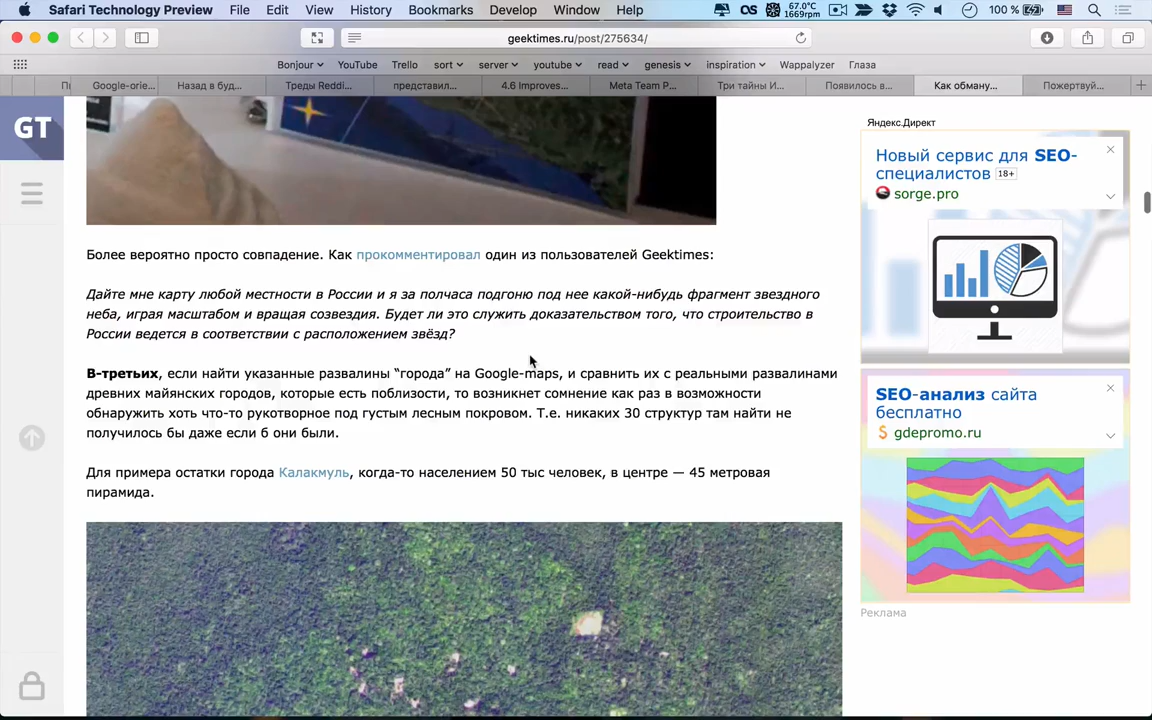 Safari Technology Preview File Edit View History Bookmarks Develop Window Help
67.0°C
1669rpm
100 %
geektimes.ru/post/275634/
Bonjour YouTube Trello sort server youtube read genesis inspiration Wappalyzer Глаза
Google-orie... Назад в буд... Треды Reddi... представил... 4.6 Improves... Meta Team P... Три тайны И... Появилось в... Как обману... Пожертвуй...
GT
Более вероятно просто совпадение. Как прокомментировал один из пользователей Geektimes:
Дайте мне карту любой местности в России и я за полчаса подгоню под нее какой-нибудь фрагмент звездного
неба, играя масштабом и вращая созвездия. Будет ли это служить доказательством того, что строительство в
России ведется в соответствии с расположением звёзд?
В-третьих, если найти указанные развалины “города” на Google-maps, и сравнить их с реальными развалинами
древних майянских городов, которые есть поблизости, то возникнет сомнение как раз в возможности
обнаружить хоть что-то рукотворное под густым лесным покровом. Т.е. никаких 30 структур там найти не
получилось бы даже если б они были.
Для примера остатки города Калакмуль, когда-то населением 50 тыс человек, в центре — 45 метровая
пирамида.
Яндекс.Директ
Новый сервис для SEO-
специалистов 18+
sorge.pro
SEO-анализ сайта
бесплатно
gdepromo.ru
Реклама